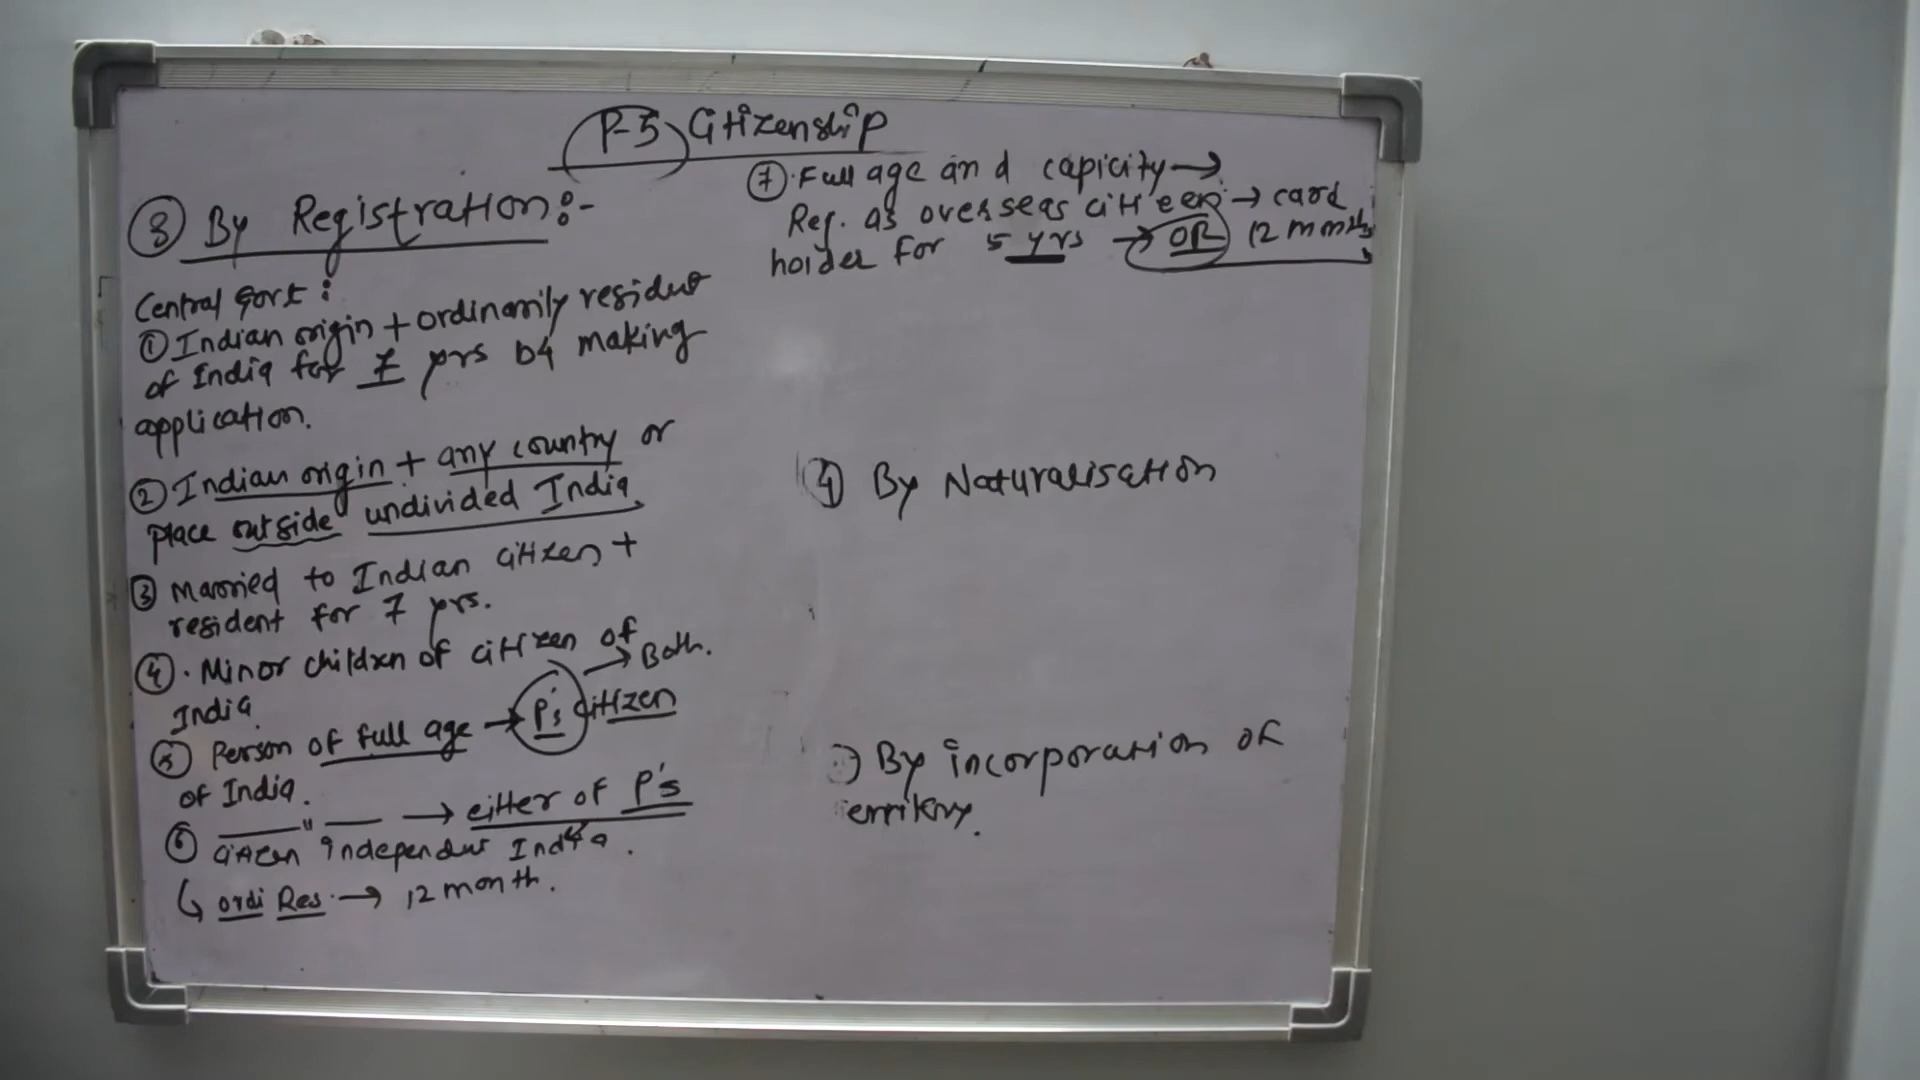 P-5 Citizenship
③ By Registration:-
Central Govt:
① Indian origin + ordinarily resident
of India for 7 yrs b4 making
application.
② Indian origin + any country or
place outside undivided India
③ Married to Indian citizen +
resident for 7 yrs.
④. Minor children of citizen of
India
→ Both.
⑤ Person of full age → P's citizen
of India.
⑥ —"— → either of P's
citizen independent India.
↳ ordi Res. → 12 month.
⑦. Full age and capicity →
Reg. as overseas citizen → card
holder for 5 yrs → OR 12 months
④ By Naturalisation
) By incorporation of
erritory.